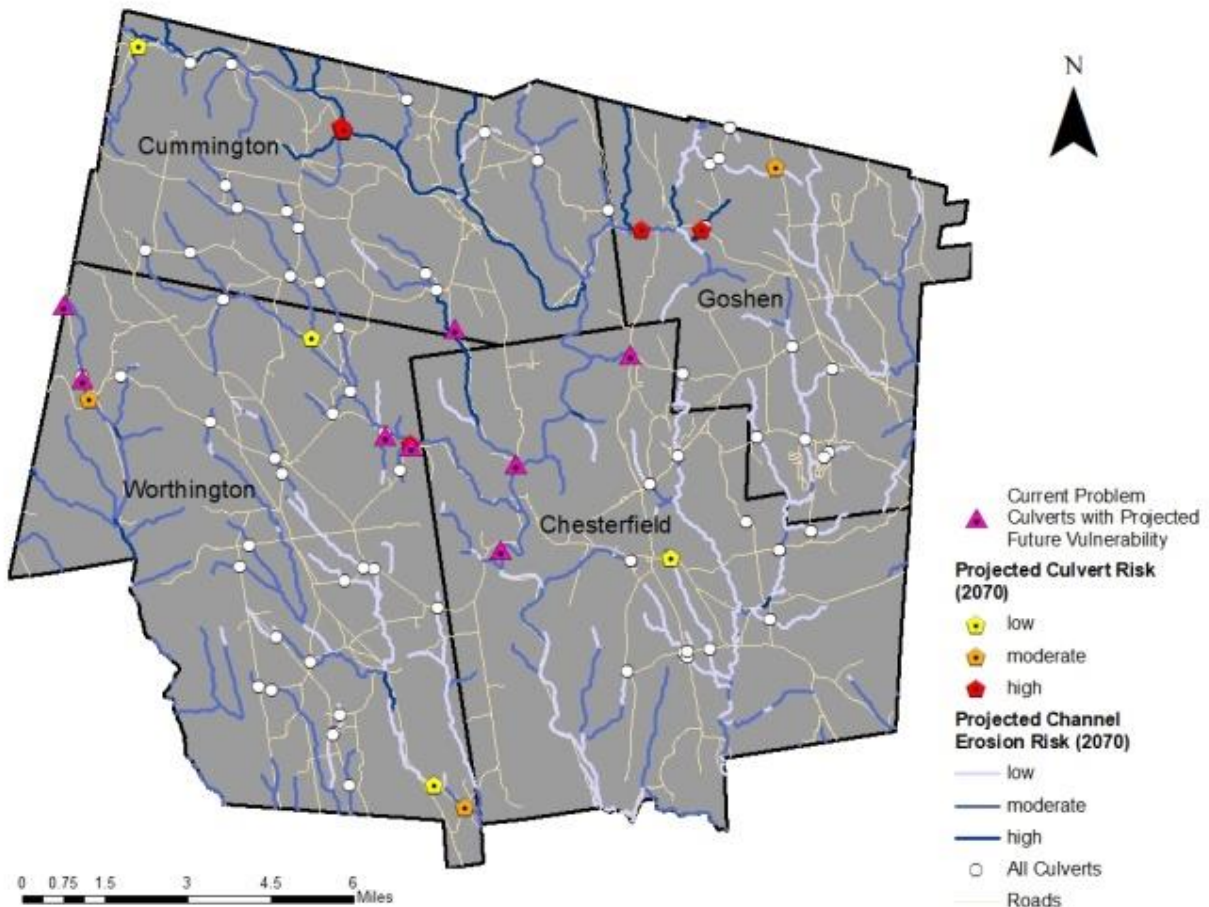 N
Cummington
Goshen
Worthington
Chesterfield
Current Problem
Culverts with Projected
Future Vulnerability
Projected Culvert Risk
(2070)
low
moderate
high
Projected Channel
Erosion Risk (2070)
low
moderate
high
All Culverts
Roads
0 0.75 1.5 3 4.5 6
Miles